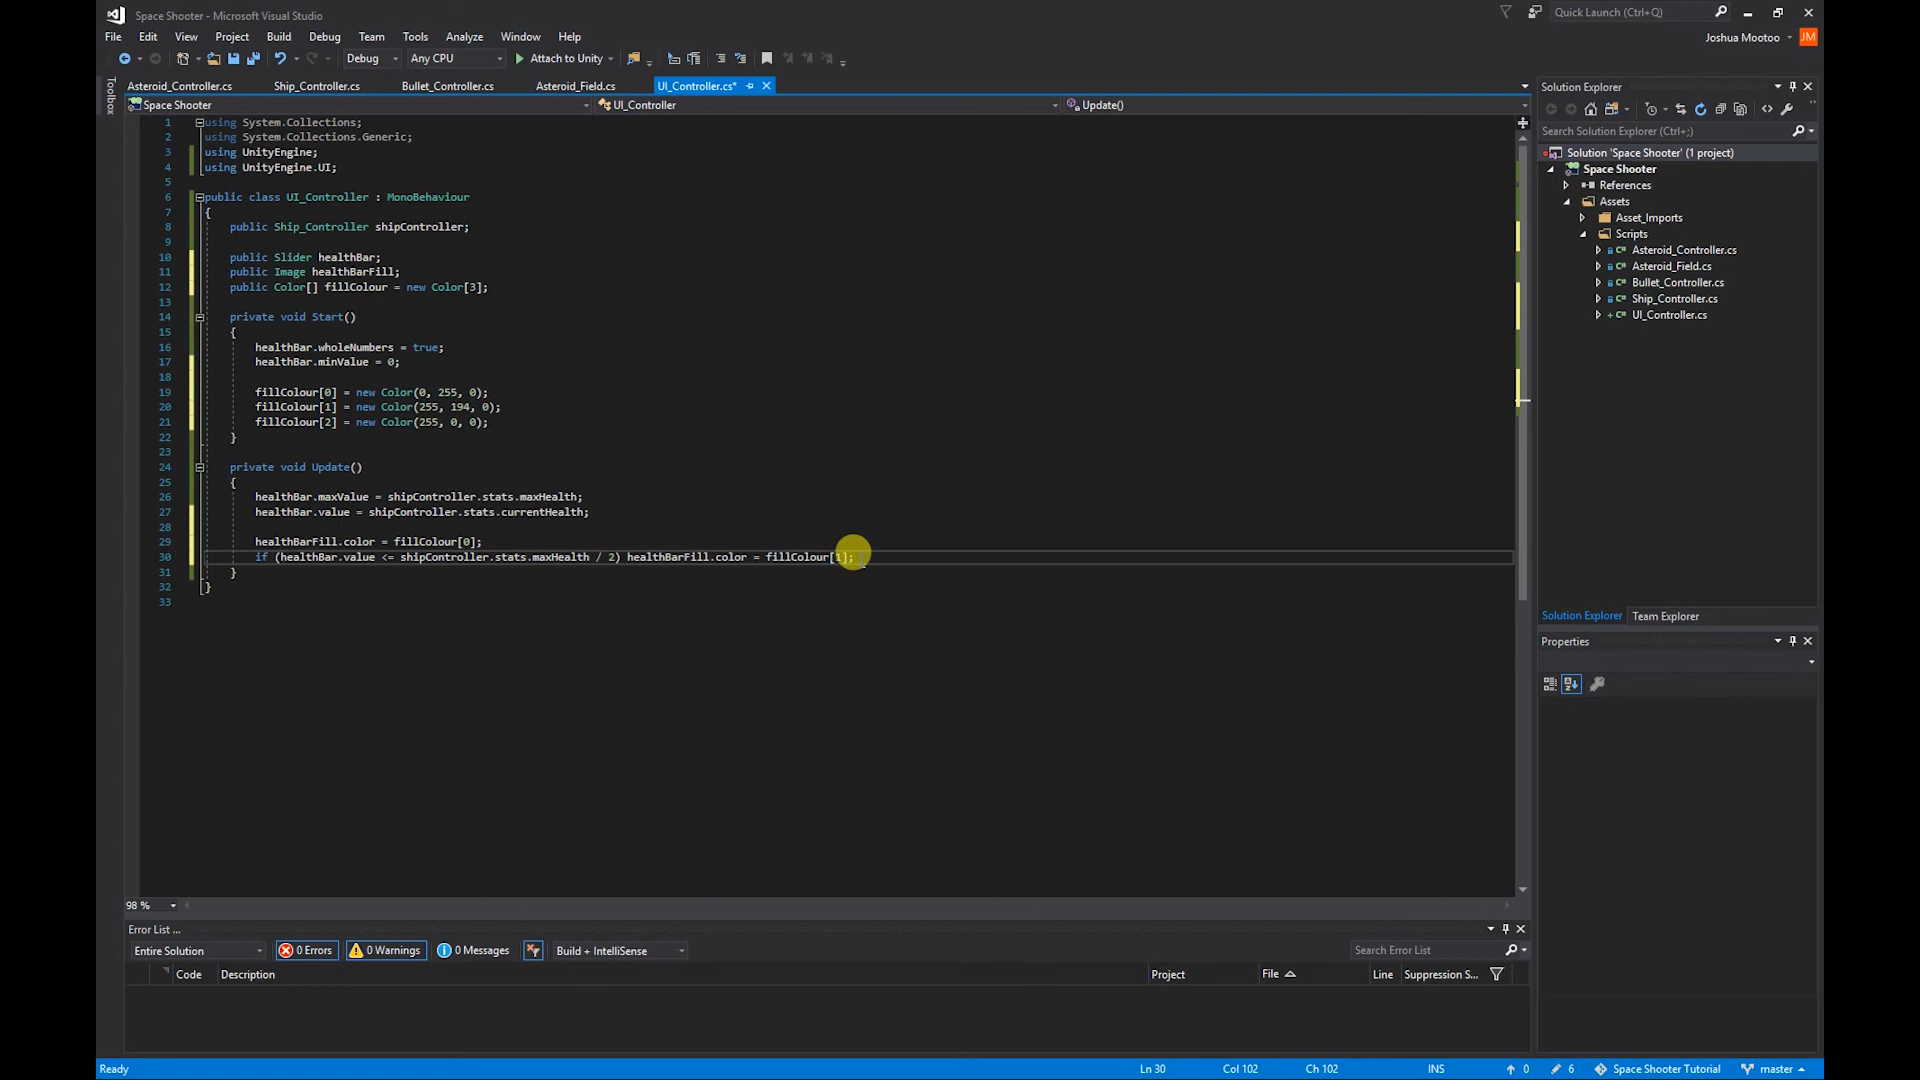 Space Shooter - Microsoft Visual Studio
Quick Launch (Ctrl+Q)
File Edit View Project Build Debug Team Tools Analyze Window Help
Joshua Mootoo JM
Debug Any CPU Attach to Unity
Toolbox
Asteroid_Controller.cs Ship_Controller.cs Bullet_Controller.cs Asteroid_Field.cs UI_Controller.cs*
Space Shooter UI_Controller Update()
1 using System.Collections;
2 using System.Collections.Generic;
3 using UnityEngine;
4 using UnityEngine.UI;
5
6 public class UI_Controller : MonoBehaviour
7 {
8 public Ship_Controller shipController;
9
10 public Slider healthBar;
11 public Image healthBarFill;
12 public Color[] fillColour = new Color[3];
13
14 private void Start()
15 {
16 healthBar.wholeNumbers = true;
17 healthBar.minValue = 0;
18
19 fillColour[0] = new Color(0, 255, 0);
20 fillColour[1] = new Color(255, 194, 0);
21 fillColour[2] = new Color(255, 0, 0);
22 }
23
24 private void Update()
25 {
26 healthBar.maxValue = shipController.stats.maxHealth;
27 healthBar.value = shipController.stats.currentHealth;
28
29 healthBarFill.color = fillColour[0];
30 if (healthBar.value <= shipController.stats.maxHealth / 2) healthBarFill.color = fillColour[1];
31 }
32 }
33
98 %
Solution Explorer
Search Solution Explorer (Ctrl+;)
Solution 'Space Shooter' (1 project)
Space Shooter
References
Assets
Asset_Imports
Scripts
Asteroid_Controller.cs
Asteroid_Field.cs
Bullet_Controller.cs
Ship_Controller.cs
UI_Controller.cs
Solution Explorer Team Explorer
Properties
Error List ...
Entire Solution 0 Errors 0 Warnings 0 Messages Build + IntelliSense Search Error List
Code Description Project File Line Suppression S...
Ready Ln 30 Col 102 Ch 102 INS 0 6 Space Shooter Tutorial master